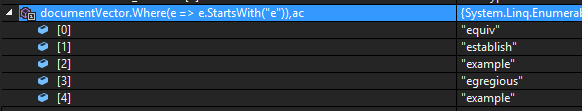 documentVector.Where(e => e.StartsWith("e")),ac {System.Linq.Enumerab
[0] "equiv"
[1] "establish"
[2] "example"
[3] "egregious"
[4] "example"